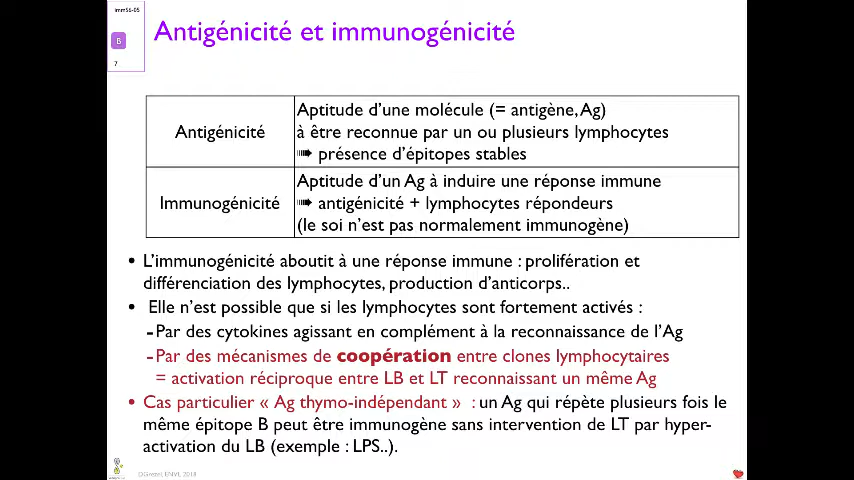 imm56-05
B
7
Antigénicité et immunogénicité
Antigénicité
Aptitude d'une molécule (= antigène, Ag)
à être reconnue par un ou plusieurs lymphocytes
➠ présence d'épitopes stables
Immunogénicité
Aptitude d'un Ag à induire une réponse immune
➠ antigénicité + lymphocytes répondeurs
(le soi n'est pas normalement immunogène)
• L'immunogénicité aboutit à une réponse immune : prolifération et
différenciation des lymphocytes, production d'anticorps..
• Elle n'est possible que si les lymphocytes sont fortement activés :
- Par des cytokines agissant en complément à la reconnaissance de l'Ag
- Par des mécanismes de coopération entre clones lymphocytaires
= activation réciproque entre LB et LT reconnaissant un même Ag
• Cas particulier « Ag thymo-indépendant » : un Ag qui répète plusieurs fois le
même épitope B peut être immunogène sans intervention de LT par hyper-
activation du LB (exemple : LPS..).
ENVL 2018